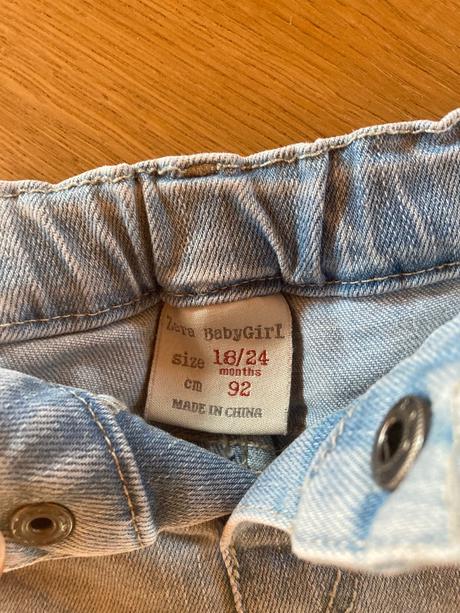 Zara BabyGirl
size 18/24
months
cm 92
MADE IN CHINA